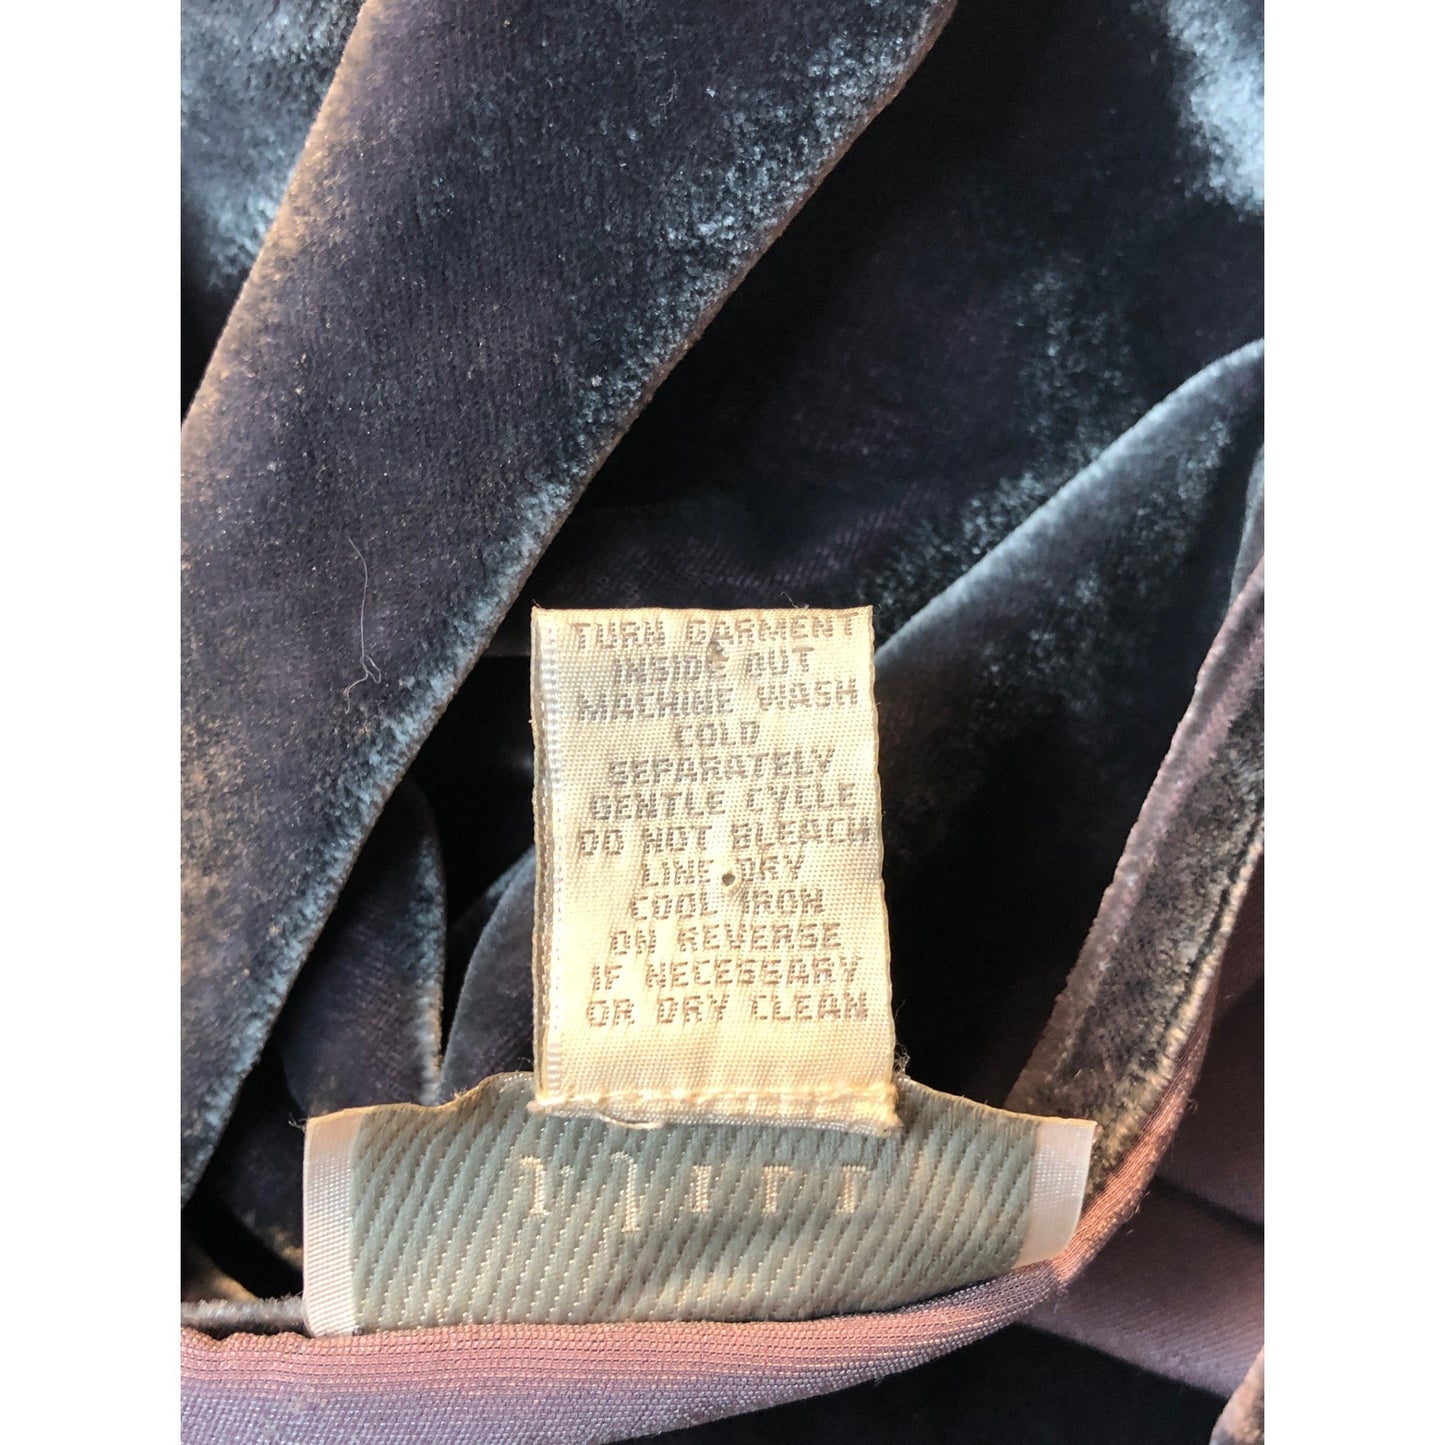 TURN GARMENT
INSIDE OUT
MACHINE WASH
COLD
SEPARATELY
GENTLE CYCLE
DO NOT BLEACH
LINE DRY
COOL IRON
ON REVERSE
IF NECESSARY
OR DRY CLEAN